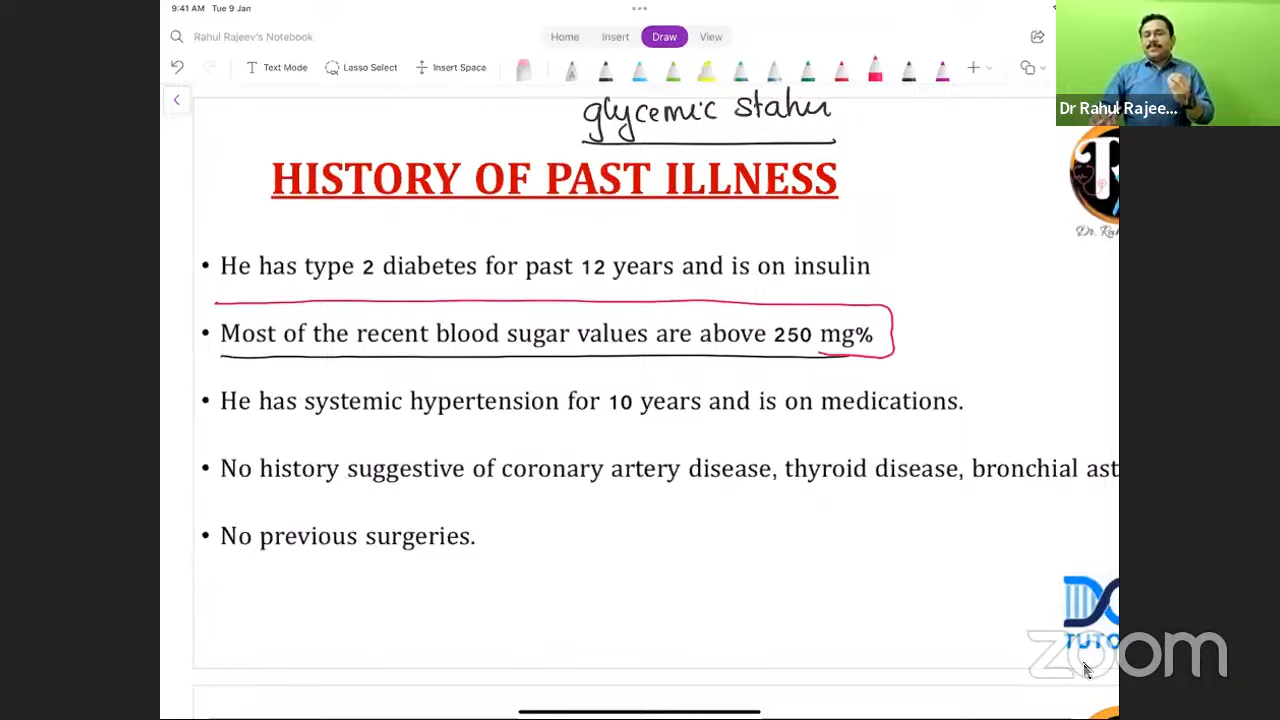 9:41 AM Tue 9 Jan
Rahul Rajeev's Notebook
Home Insert Draw View
Text Mode Lasso Select Insert Space
Dr Rahul Rajee...
glycemic status
HISTORY OF PAST ILLNESS
• He has type 2 diabetes for past 12 years and is on insulin
• Most of the recent blood sugar values are above 250 mg%
• He has systemic hypertension for 10 years and is on medications.
• No history suggestive of coronary artery disease, thyroid disease, bronchial ast
• No previous surgeries.
TUTO
zoom